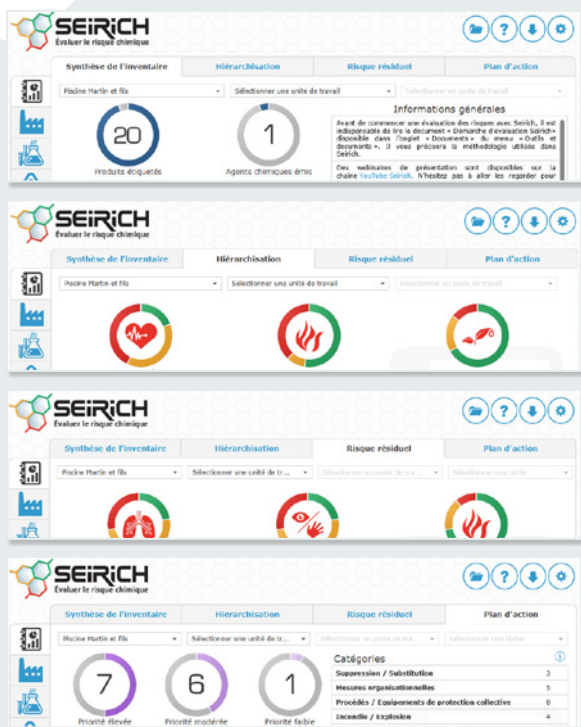 SEiRiCH
Évaluer le risque chimique
Synthèse de l'inventaire Hiérarchisation Risque résiduel Plan d'action
Piscine Martin et fils Sélectionner une unité de travail Sélectionner un poste de travail
20
Produits étiquetés
1
Agents chimiques émis
Informations générales
Avant de commencer une évaluation des risques avec Seirich, il est
indispensable de lire le document « Démarche d'évaluation Seirich»
disponible dans l'onglet « Documents » du menu « Outils et
documents ». Il vous précisera la méthodologie utilisée dans
Seirich.
Des webinaires de présentation sont disponibles sur la
chaîne YouTube Seirich. N'hésitez pas à aller les regarder pour
SEiRiCH
Évaluer le risque chimique
Synthèse de l'inventaire Hiérarchisation Risque résiduel Plan d'action
Piscine Martin et fils Sélectionner une unité de travail Sélectionner un poste de travail
SEiRiCH
Évaluer le risque chimique
Synthèse de l'inventaire Hiérarchisation Risque résiduel Plan d'action
Piscine Martin et fils Sélectionner une unité de tr... Sélectionner un poste de tra... Sélectionner une tâche
SEiRiCH
Évaluer le risque chimique
Synthèse de l'inventaire Hiérarchisation Risque résiduel Plan d'action
Piscine Martin et fils Sélectionner une unité de tr... Sélectionner un poste de tra... Sélectionner une tâche
7
Priorité élevée
6
Priorité modérée
1
Priorité faible
Catégories
Suppression / Substitution 3
Mesures organisationnelles 5
Procédés / Equipements de protection collective 0
Incendie / Explosion 4